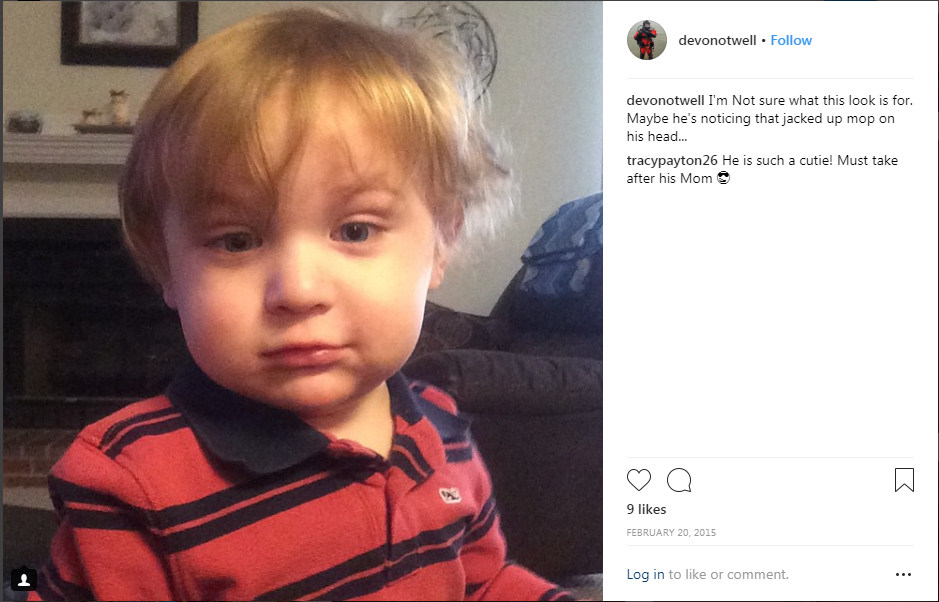 devonotwell • Follow
devonotwell I'm Not sure what this look is for.
Maybe he's noticing that jacked up mop on
his head...
tracypayton26 He is such a cutie! Must take
after his Mom 😎
9 likes
FEBRUARY 20, 2015
Log in to like or comment.